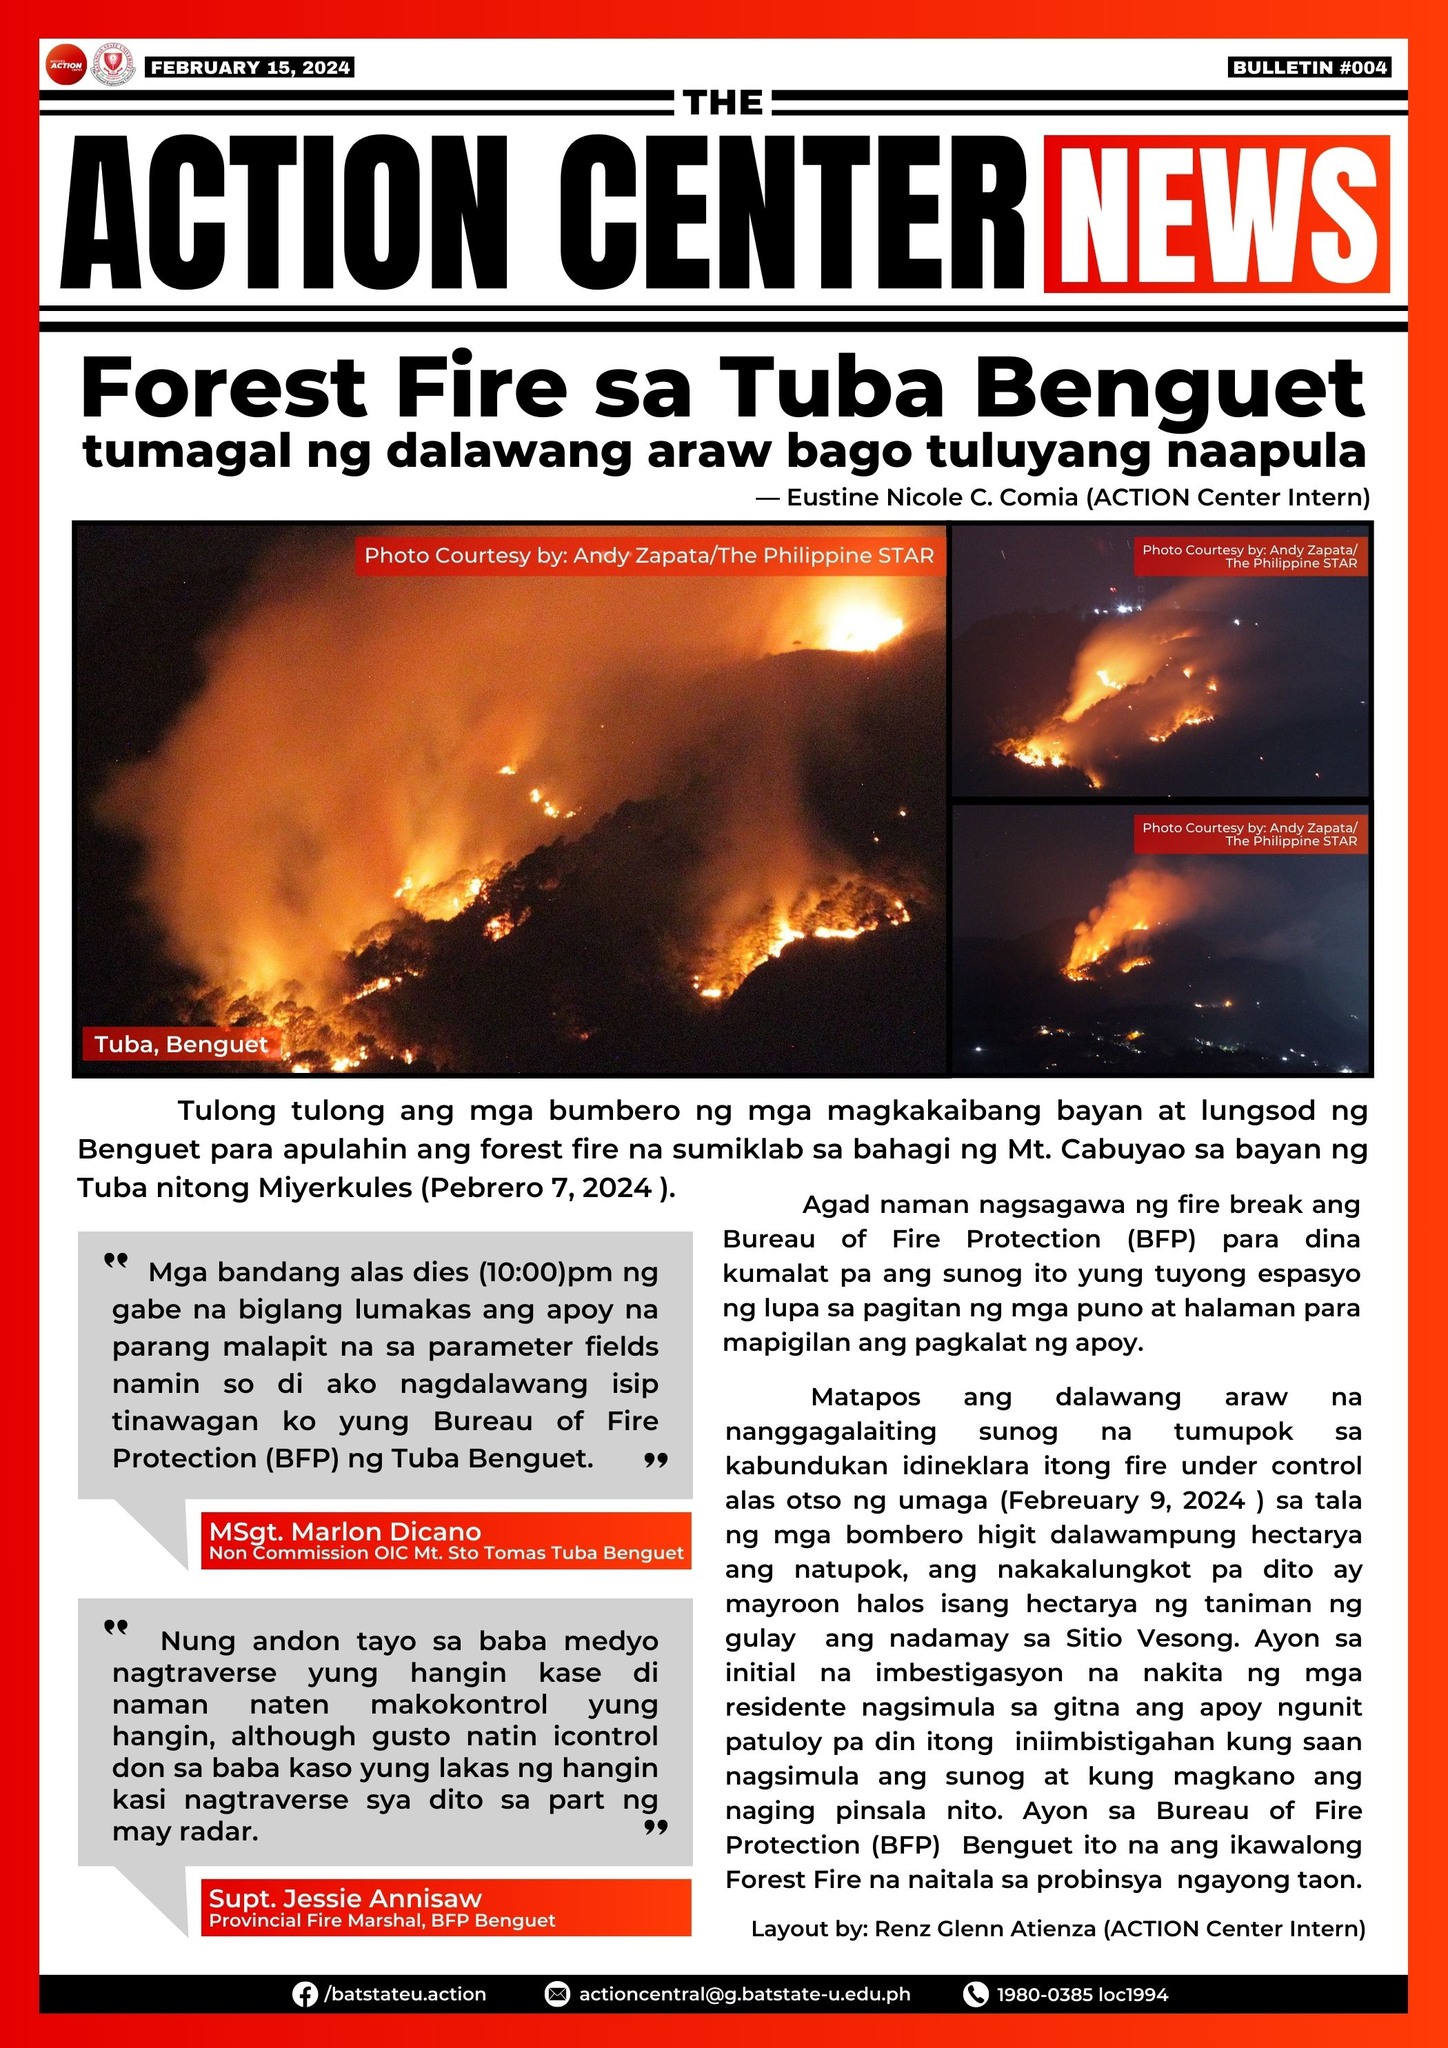 FEBRUARY 15, 2024
BULLETIN #004
THE
ACTION CENTER NEWS
Forest Fire sa Tuba Benguet
tumagal ng dalawang araw bago tuluyang naapula
— Eustine Nicole C. Comia (ACTION Center Intern)
Photo Courtesy by: Andy Zapata/The Philippine STAR
Tuba, Benguet
Photo Courtesy by: Andy Zapata/
The Philippine STAR
Photo Courtesy by: Andy Zapata/
The Philippine STAR
Tulong tulong ang mga bumbero ng mga magkakaibang bayan at lungsod ng
Benguet para apulahin ang forest fire na sumiklab sa bahagi ng Mt. Cabuyao sa bayan ng
Tuba nitong Miyerkules (Pebrero 7, 2024 ).
" Mga bandang alas dies (10:00)pm ng
gabe na biglang lumakas ang apoy na
parang malapit na sa parameter fields
namin so di ako nagdalawang isip
tinawagan ko yung Bureau of Fire
Protection (BFP) ng Tuba Benguet. "
MSgt. Marlon Dicano
Non Commission OIC Mt. Sto Tomas Tuba Benguet
" Nung andon tayo sa baba medyo
nagtraverse yung hangin kase di
naman naten makokontrol yung
hangin, although gusto natin icontrol
don sa baba kaso yung lakas ng hangin
kasi nagtraverse sya dito sa part ng
may radar. "
Supt. Jessie Annisaw
Provincial Fire Marshal, BFP Benguet
Agad naman nagsagawa ng fire break ang
Bureau of Fire Protection (BFP) para dina
kumalat pa ang sunog ito yung tuyong espasyo
ng lupa sa pagitan ng mga puno at halaman para
mapigilan ang pagkalat ng apoy.
Matapos ang dalawang araw na
nanggagalaiting sunog na tumupok sa
kabundukan idineklara itong fire under control
alas otso ng umaga (Febreuary 9, 2024 ) sa tala
ng mga bombero higit dalawampung hectarya
ang natupok, ang nakakalungkot pa dito ay
mayroon halos isang hectarya ng taniman ng
gulay ang nadamay sa Sitio Vesong. Ayon sa
initial na imbestigasyon na nakita ng mga
residente nagsimula sa gitna ang apoy ngunit
patuloy pa din itong iniimbistigahan kung saan
nagsimula ang sunog at kung magkano ang
naging pinsala nito. Ayon sa Bureau of Fire
Protection (BFP) Benguet ito na ang ikawalong
Forest Fire na naitala sa probinsya ngayong taon.
Layout by: Renz Glenn Atienza (ACTION Center Intern)
/batstateu.action
actioncentral@g.batstate-u.edu.ph
1980-0385 loc1994